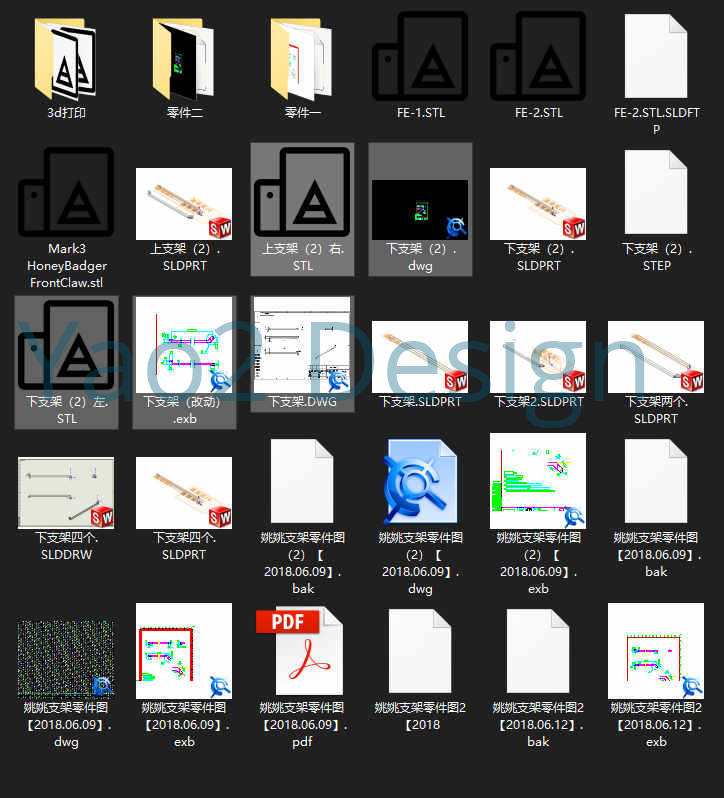 3d打印
零件二
零件一
FE-1.STL
FE-2.STL
FE-2.STL.SLDFT
P
Mark3
HoneyBadger
FrontClaw.stl
上支架（2）.
SLDPRT
上支架（2）右.
STL
下支架（2）.
dwg
下支架（2）.
SLDPRT
下支架（2）.
STEP
下支架（2）左.
STL
下支架（改动）
.exb
下支架.DWG
下支架.SLDPRT
下支架2.SLDPRT
下支架两个.
SLDPRT
Yao2 Design
下支架四个.
SLDDRW
下支架四个.
SLDPRT
姚姚支架零件图
（2）【
2018.06.09】.
bak
姚姚支架零件图
（2）【
2018.06.09】.
dwg
姚姚支架零件图
（2）【
2018.06.09】.
exb
姚姚支架零件图
【2018.06.09】.
bak
姚姚支架零件图
【2018.06.09】.
dwg
姚姚支架零件图
【2018.06.09】.
exb
PDF
姚姚支架零件图
【2018.06.09】.
pdf
姚姚支架零件图2
【2018
姚姚支架零件图2
【2018.06.12】.
bak
姚姚支架零件图2
【2018.06.12】.
exb